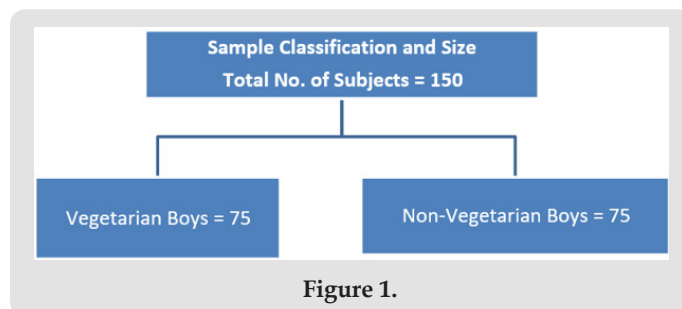 Sample Classification and Size
Total No. of Subjects = 150
Vegetarian Boys = 75
Non-Vegetarian Boys = 75
Figure 1.